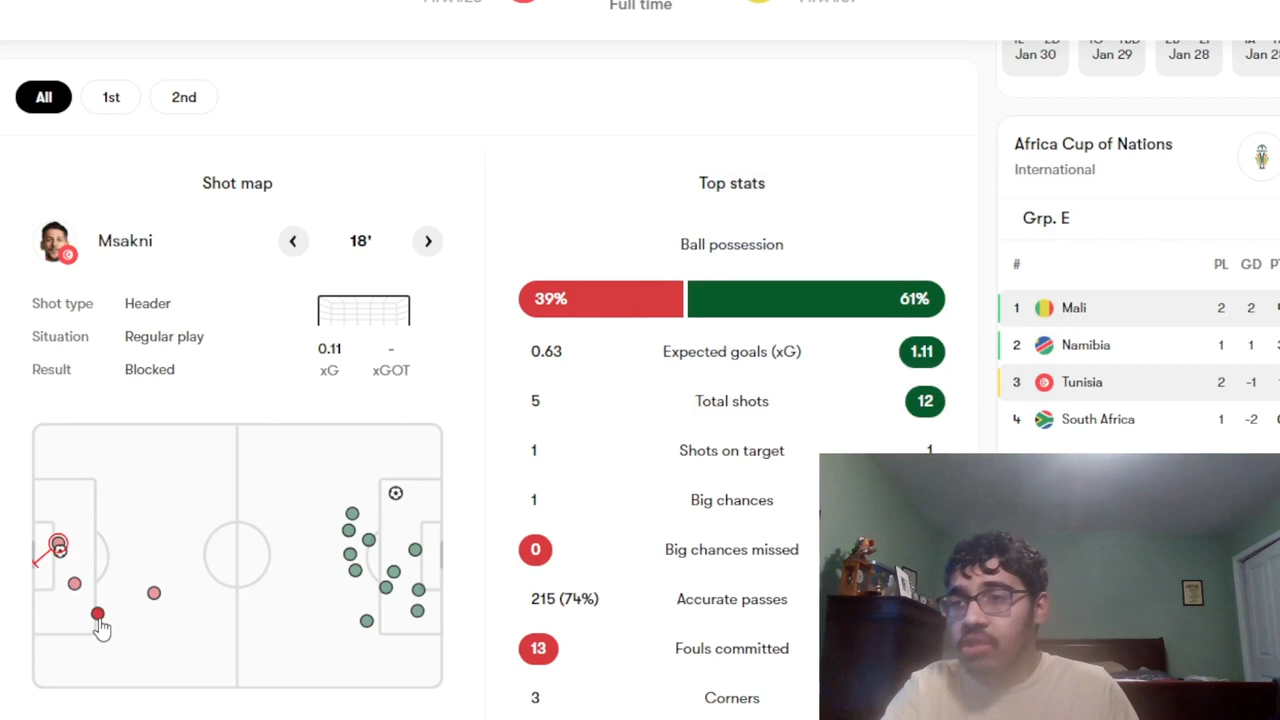 Full time
All
1st
2nd
Jan 30
Jan 29
Jan 28
Shot map
Msakni
18'
Shot type Header
Situation Regular play
Result Blocked
0.11
-
xG
xGOT
Top stats
Ball possession
39%
61%
0.63 Expected goals (xG) 1.11
5 Total shots 12
1 Shots on target 1
1 Big chances
0 Big chances missed
215 (74%) Accurate passes
13 Fouls committed
3 Corners
Africa Cup of Nations
International
Grp. E
# PL GD
1 Mali 2 2
2 Namibia 1 1
3 Tunisia 2 -1
4 South Africa 1 -2